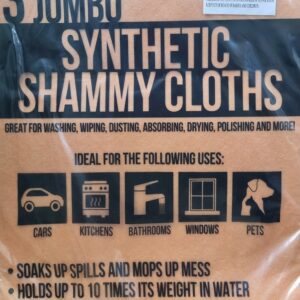 3 JUMBO
SYNTHETIC
SHAMMY CLOTHS
GREAT FOR WASHING, WIPING, DUSTING, ABSORBING, DRYING, POLISHING AND MORE!
IDEAL FOR THE FOLLOWING USES:
CARS KITCHENS BATHROOMS WINDOWS PETS
• SOAKS UP SPILLS AND MOPS UP MESS
• HOLDS UP TO 10 TIMES ITS WEIGHT IN WATER